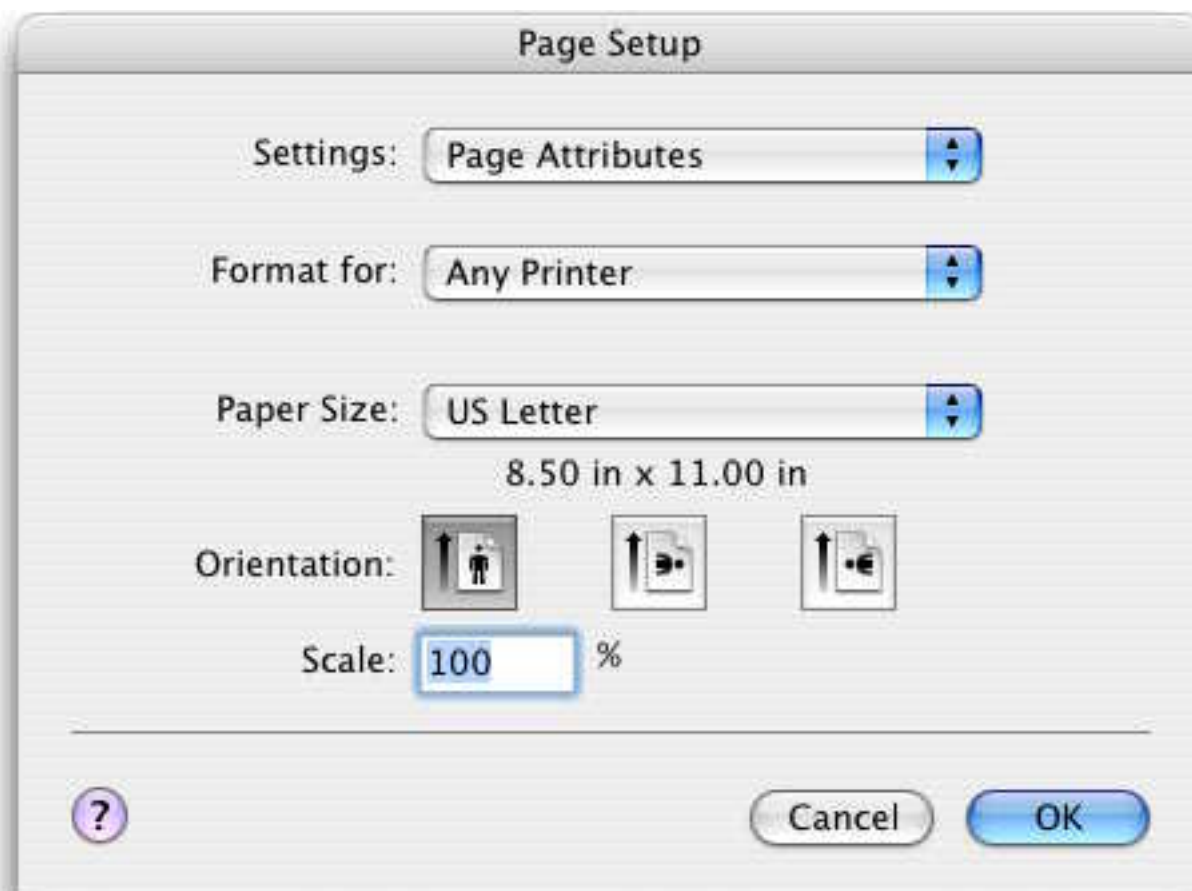 Page Setup
Settings: Page Attributes
Format for: Any Printer
Paper Size: US Letter
8.50 in x 11.00 in
Orientation:
Scale: 100 %
? Cancel OK